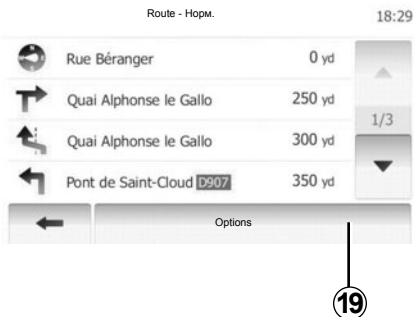 Route - Норм.
18:29
Rue Béranger 0 yd
Quai Alphonse le Gallo 250 yd
1/3
Quai Alphonse le Gallo 300 yd
Pont de Saint-Cloud D907 350 yd
Options
19